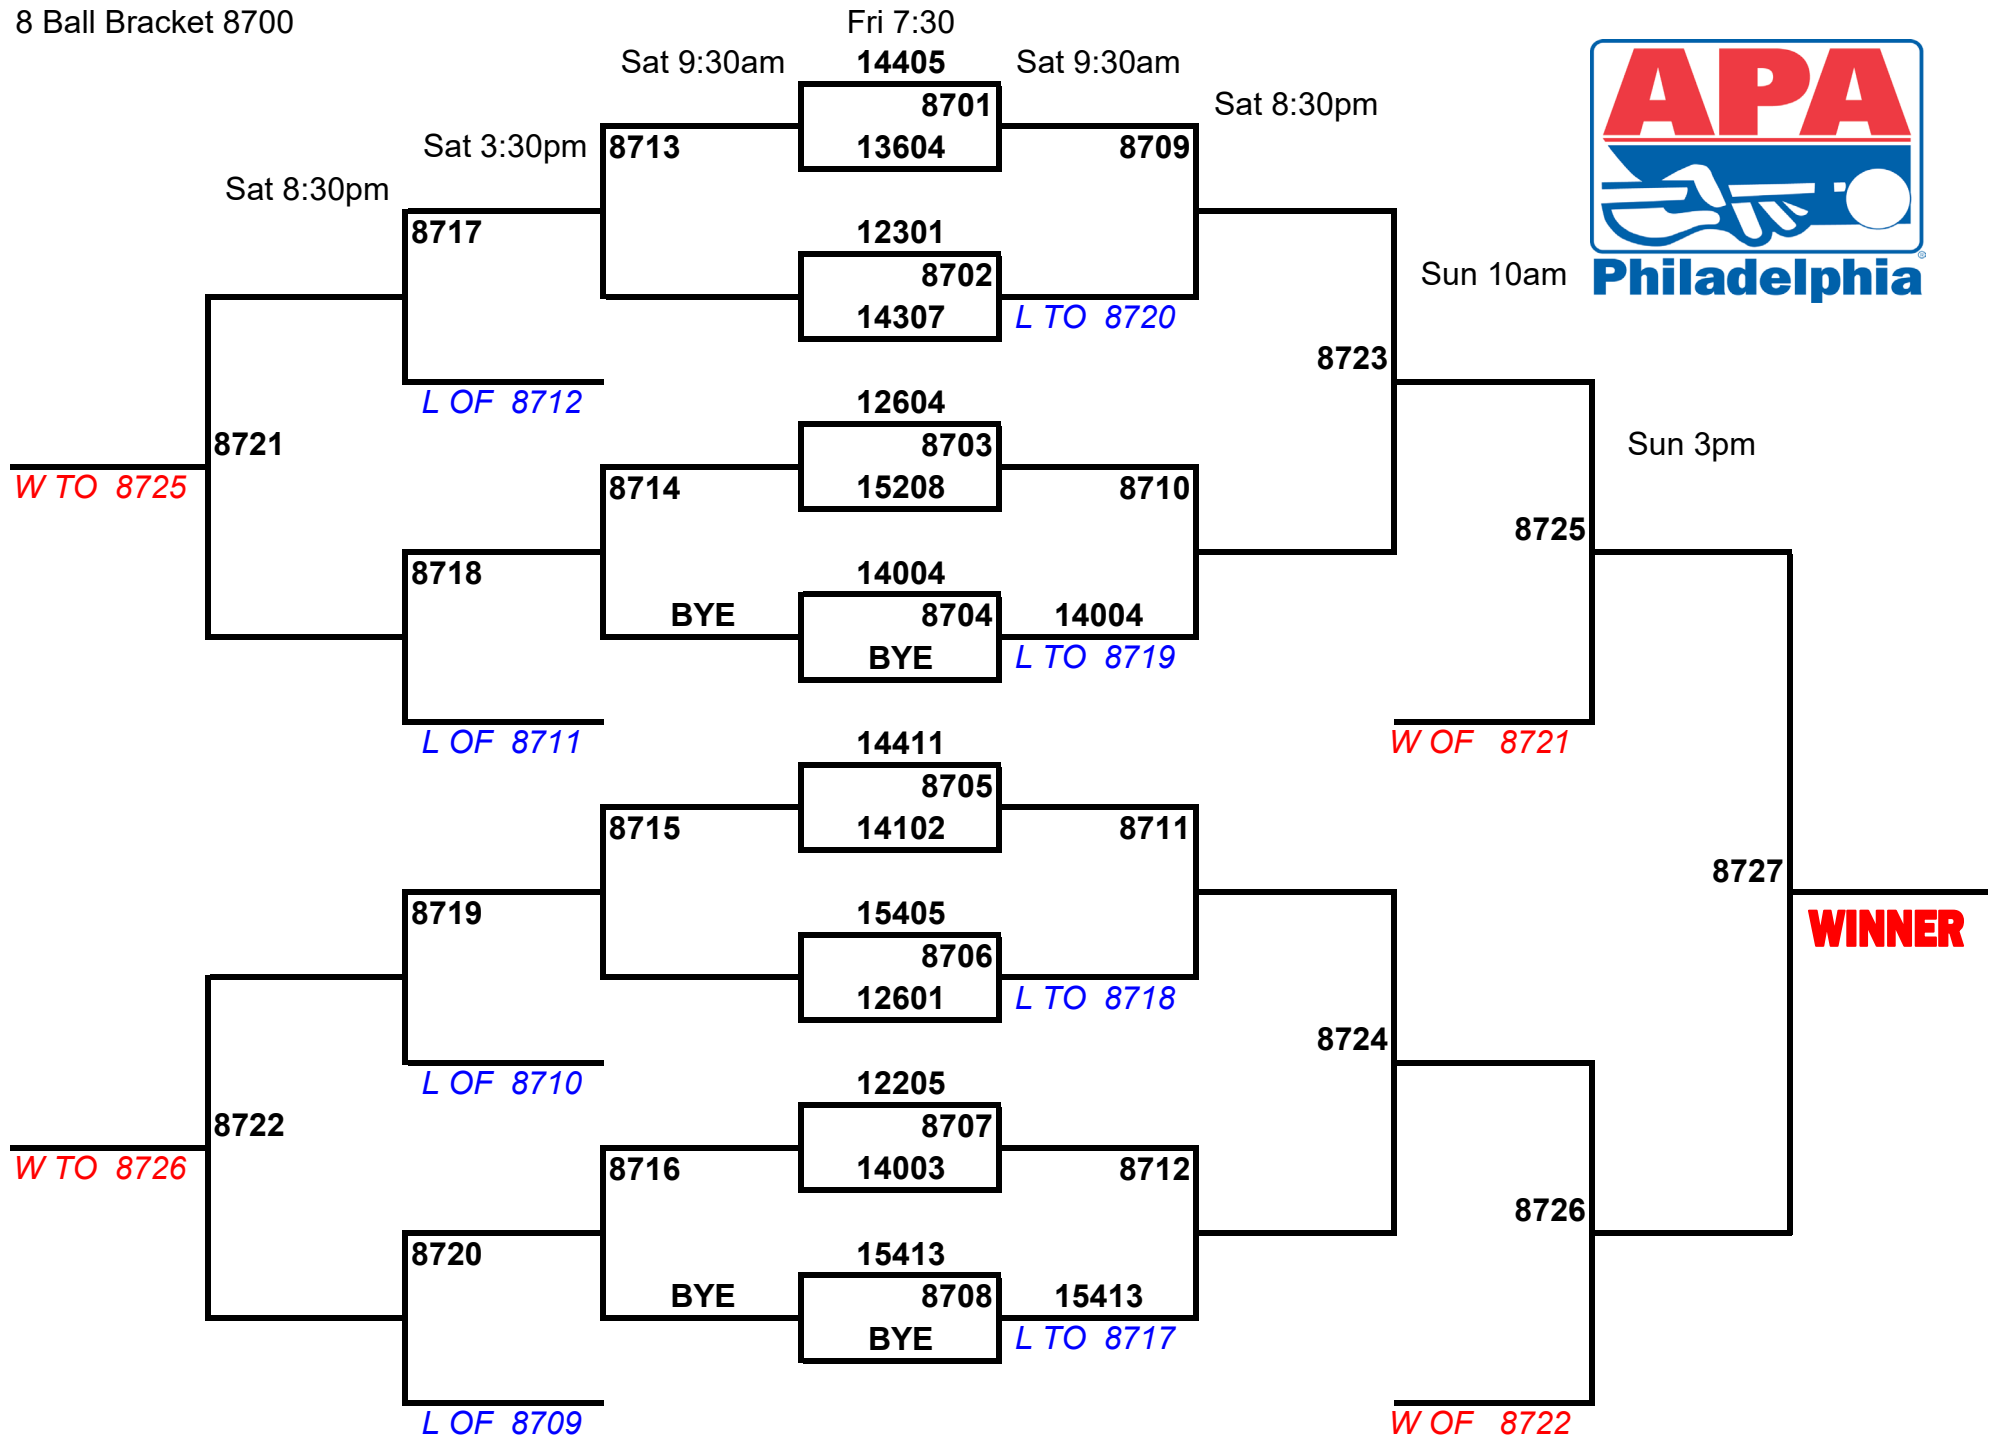 8 Ball Bracket 8700
Fri 7:30
Sat 9:30am
14405
Sat 9:30am
APA
8701
Sat 8:30pm
Sat 3:30pm
8713
13604
8709
Sat 8:30pm
8717
12301
8702
Sun 10am
Philadelphia
14307
L TO 8720
8723
L OF 8712
12604
8721
8703
Sun 3pm
W TO 8725
8714
15208
8710
8725
8718
14004
BYE
8704
14004
BYE
L TO 8719
L OF 8711
14411
W OF 8721
8705
8715
14102
8711
8727
8719
15405
WINNER
8706
12601
L TO 8718
8724
L OF 8710
12205
8722
8707
W TO 8726
8716
14003
8712
8726
8720
15413
BYE
8708
15413
BYE
L TO 8717
L OF 8709
W OF 8722